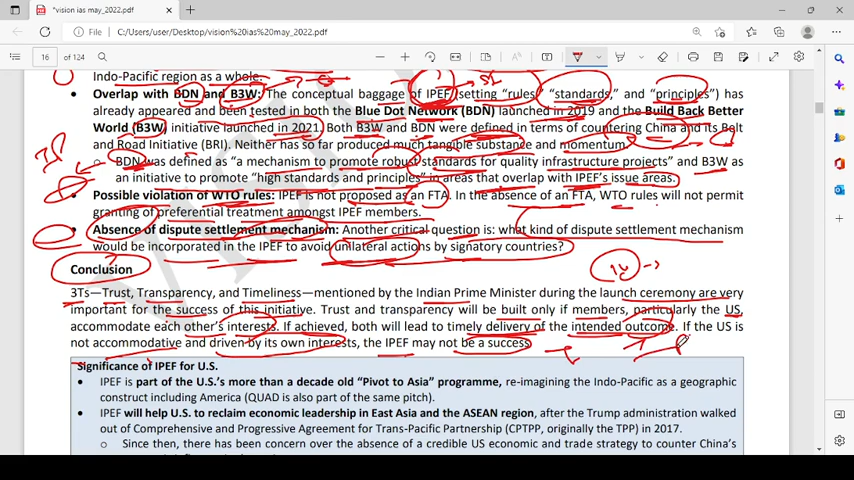 "vision ias may_2022.pdf
File
C:/Users/user/Desktop/vision%20ias%20may_2022.pdf
16 of 124
Indo-Pacific region as a whole.
• Overlap with BDN and B3W: The conceptual baggage of IPEF (setting "rules", "standards," and "principles") has
already appeared and been tested in both the Blue Dot Network (BDN) launched in 2019 and the Build Back Better
World (B3W) initiative launched in 2021. Both B3W and BDN were defined in terms of countering China and its Belt
and Road Initiative (BRI). Neither has so far produced much tangible substance and momentum.
o BDN was defined as "a mechanism to promote robust standards for quality infrastructure projects" and B3W as
an initiative to promote "high standards and principles" in areas that overlap with IPEF's issue areas.
• Possible violation of WTO rules: IPEF is not proposed as an FTA. In the absence of an FTA, WTO rules will not permit
granting of preferential treatment amongst IPEF members.
• Absence of dispute settlement mechanism: Another critical question is: what kind of dispute settlement mechanism
would be incorporated in the IPEF to avoid unilateral actions by signatory countries?
Conclusion
3Ts—Trust, Transparency, and Timeliness—mentioned by the Indian Prime Minister during the launch ceremony are very
important for the success of this initiative. Trust and transparency will be built only if members, particularly the US,
accommodate each other's interests. If achieved, both will lead to timely delivery of the intended outcome. If the US is
not accommodative and driven by its own interests, the IPEF may not be a success.
Significance of IPEF for U.S.
• IPEF is part of the U.S.'s more than a decade old "Pivot to Asia" programme, re-imagining the Indo-Pacific as a geographic
construct including America (QUAD is also part of the same pitch).
• IPEF will help U.S. to reclaim economic leadership in East Asia and the ASEAN region, after the Trump administration walked
out of Comprehensive and Progressive Agreement for Trans-Pacific Partnership (CPTPP, originally the TPP) in 2017.
o Since then, there has been concern over the absence of a credible US economic and trade strategy to counter China's